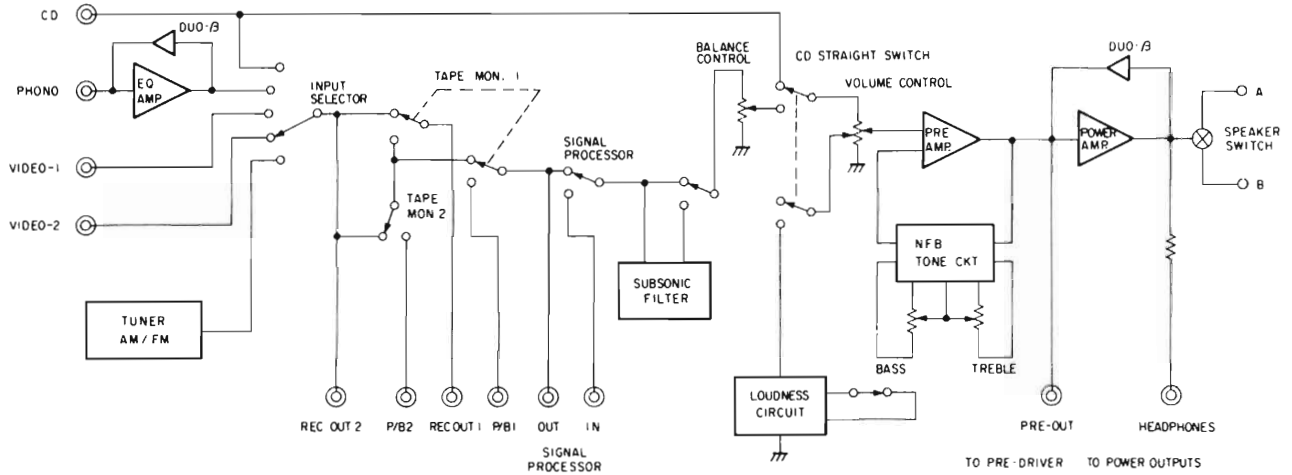 CD
DUO-β
EQ
AMP
PHONO
VIDEO-1
VIDEO-2
TUNER
AM/FM
INPUT
SELECTOR
TAPE MON. 1
TAPE
MON 2
SIGNAL
PROCESSOR
SUBSONIC
FILTER
BALANCE
CONTROL
CD STRAIGHT SWITCH
VOLUME CONTROL
PRE
AMP.
NFB
TONE CKT
BASS
TREBLE
LOUDNESS
CIRCUIT
DUO-β
POWER
AMP.
A
SPEAKER
SWITCH
B
REC OUT 2
P/B2
REC OUT 1
P/B1
OUT
IN
SIGNAL
PROCESSOR
PRE-OUT
HEADPHONES
TO PRE-DRIVER
TO POWER OUTPUTS